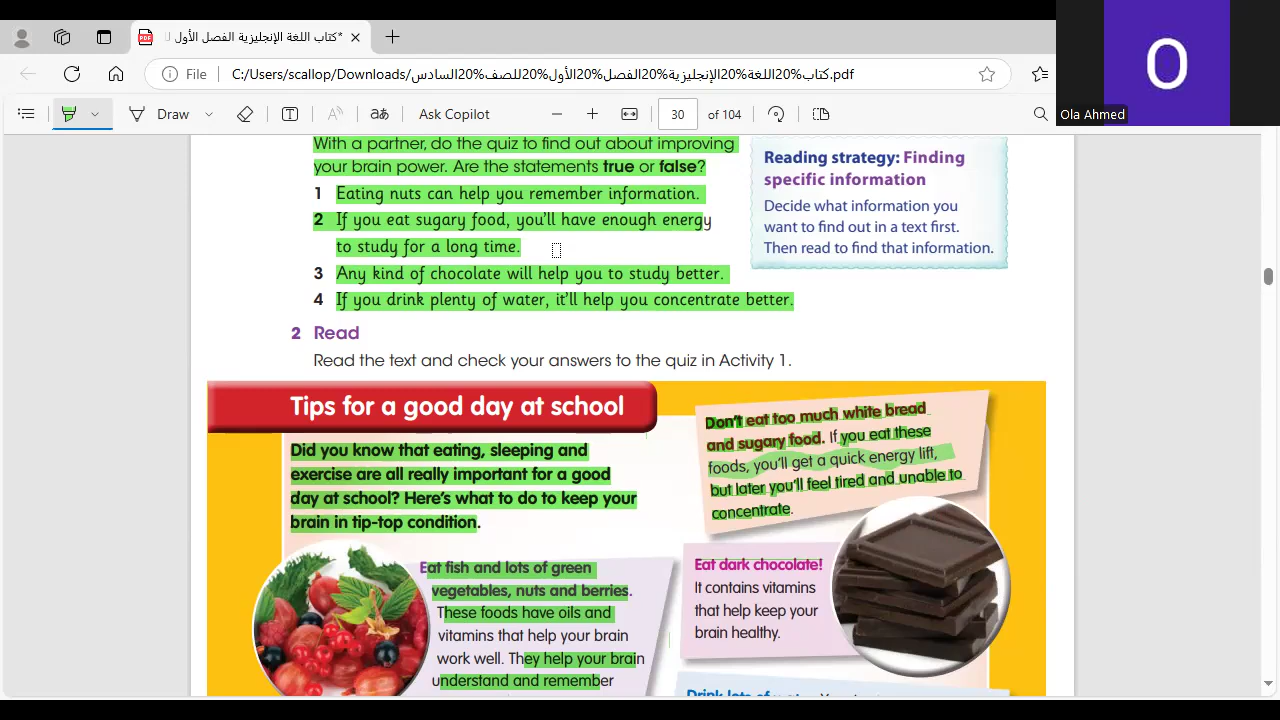 *كتاب اللغة الإنجليزية الفصل الأول
File
C:/Users/scallop/Downloads/كتاب%20اللغة%20الإنجليزية%20الفصل%20الأول%20للصف%20السادس.pdf
Draw
Ask Copilot
30 of 104
O
Ola Ahmed
With a partner, do the quiz to find out about improving
your brain power. Are the statements true or false?
1 Eating nuts can help you remember information.
2 If you eat sugary food, you'll have enough energy
to study for a long time.
3 Any kind of chocolate will help you to study better.
4 If you drink plenty of water, it'll help you concentrate better.
Reading strategy: Finding
specific information
Decide what information you
want to find out in a text first.
Then read to find that information.
2 Read
Read the text and check your answers to the quiz in Activity 1.
Tips for a good day at school
Did you know that eating, sleeping and
exercise are all really important for a good
day at school? Here's what to do to keep your
brain in tip-top condition.
Don't eat too much white bread
and sugary food. If you eat these
foods, you'll get a quick energy lift,
but later you'll feel tired and unable to
concentrate.
Eat fish and lots of green
vegetables, nuts and berries.
These foods have oils and
vitamins that help your brain
work well. They help your brain
understand and remember
Eat dark chocolate!
It contains vitamins
that help keep your
brain healthy.
Drink lots of